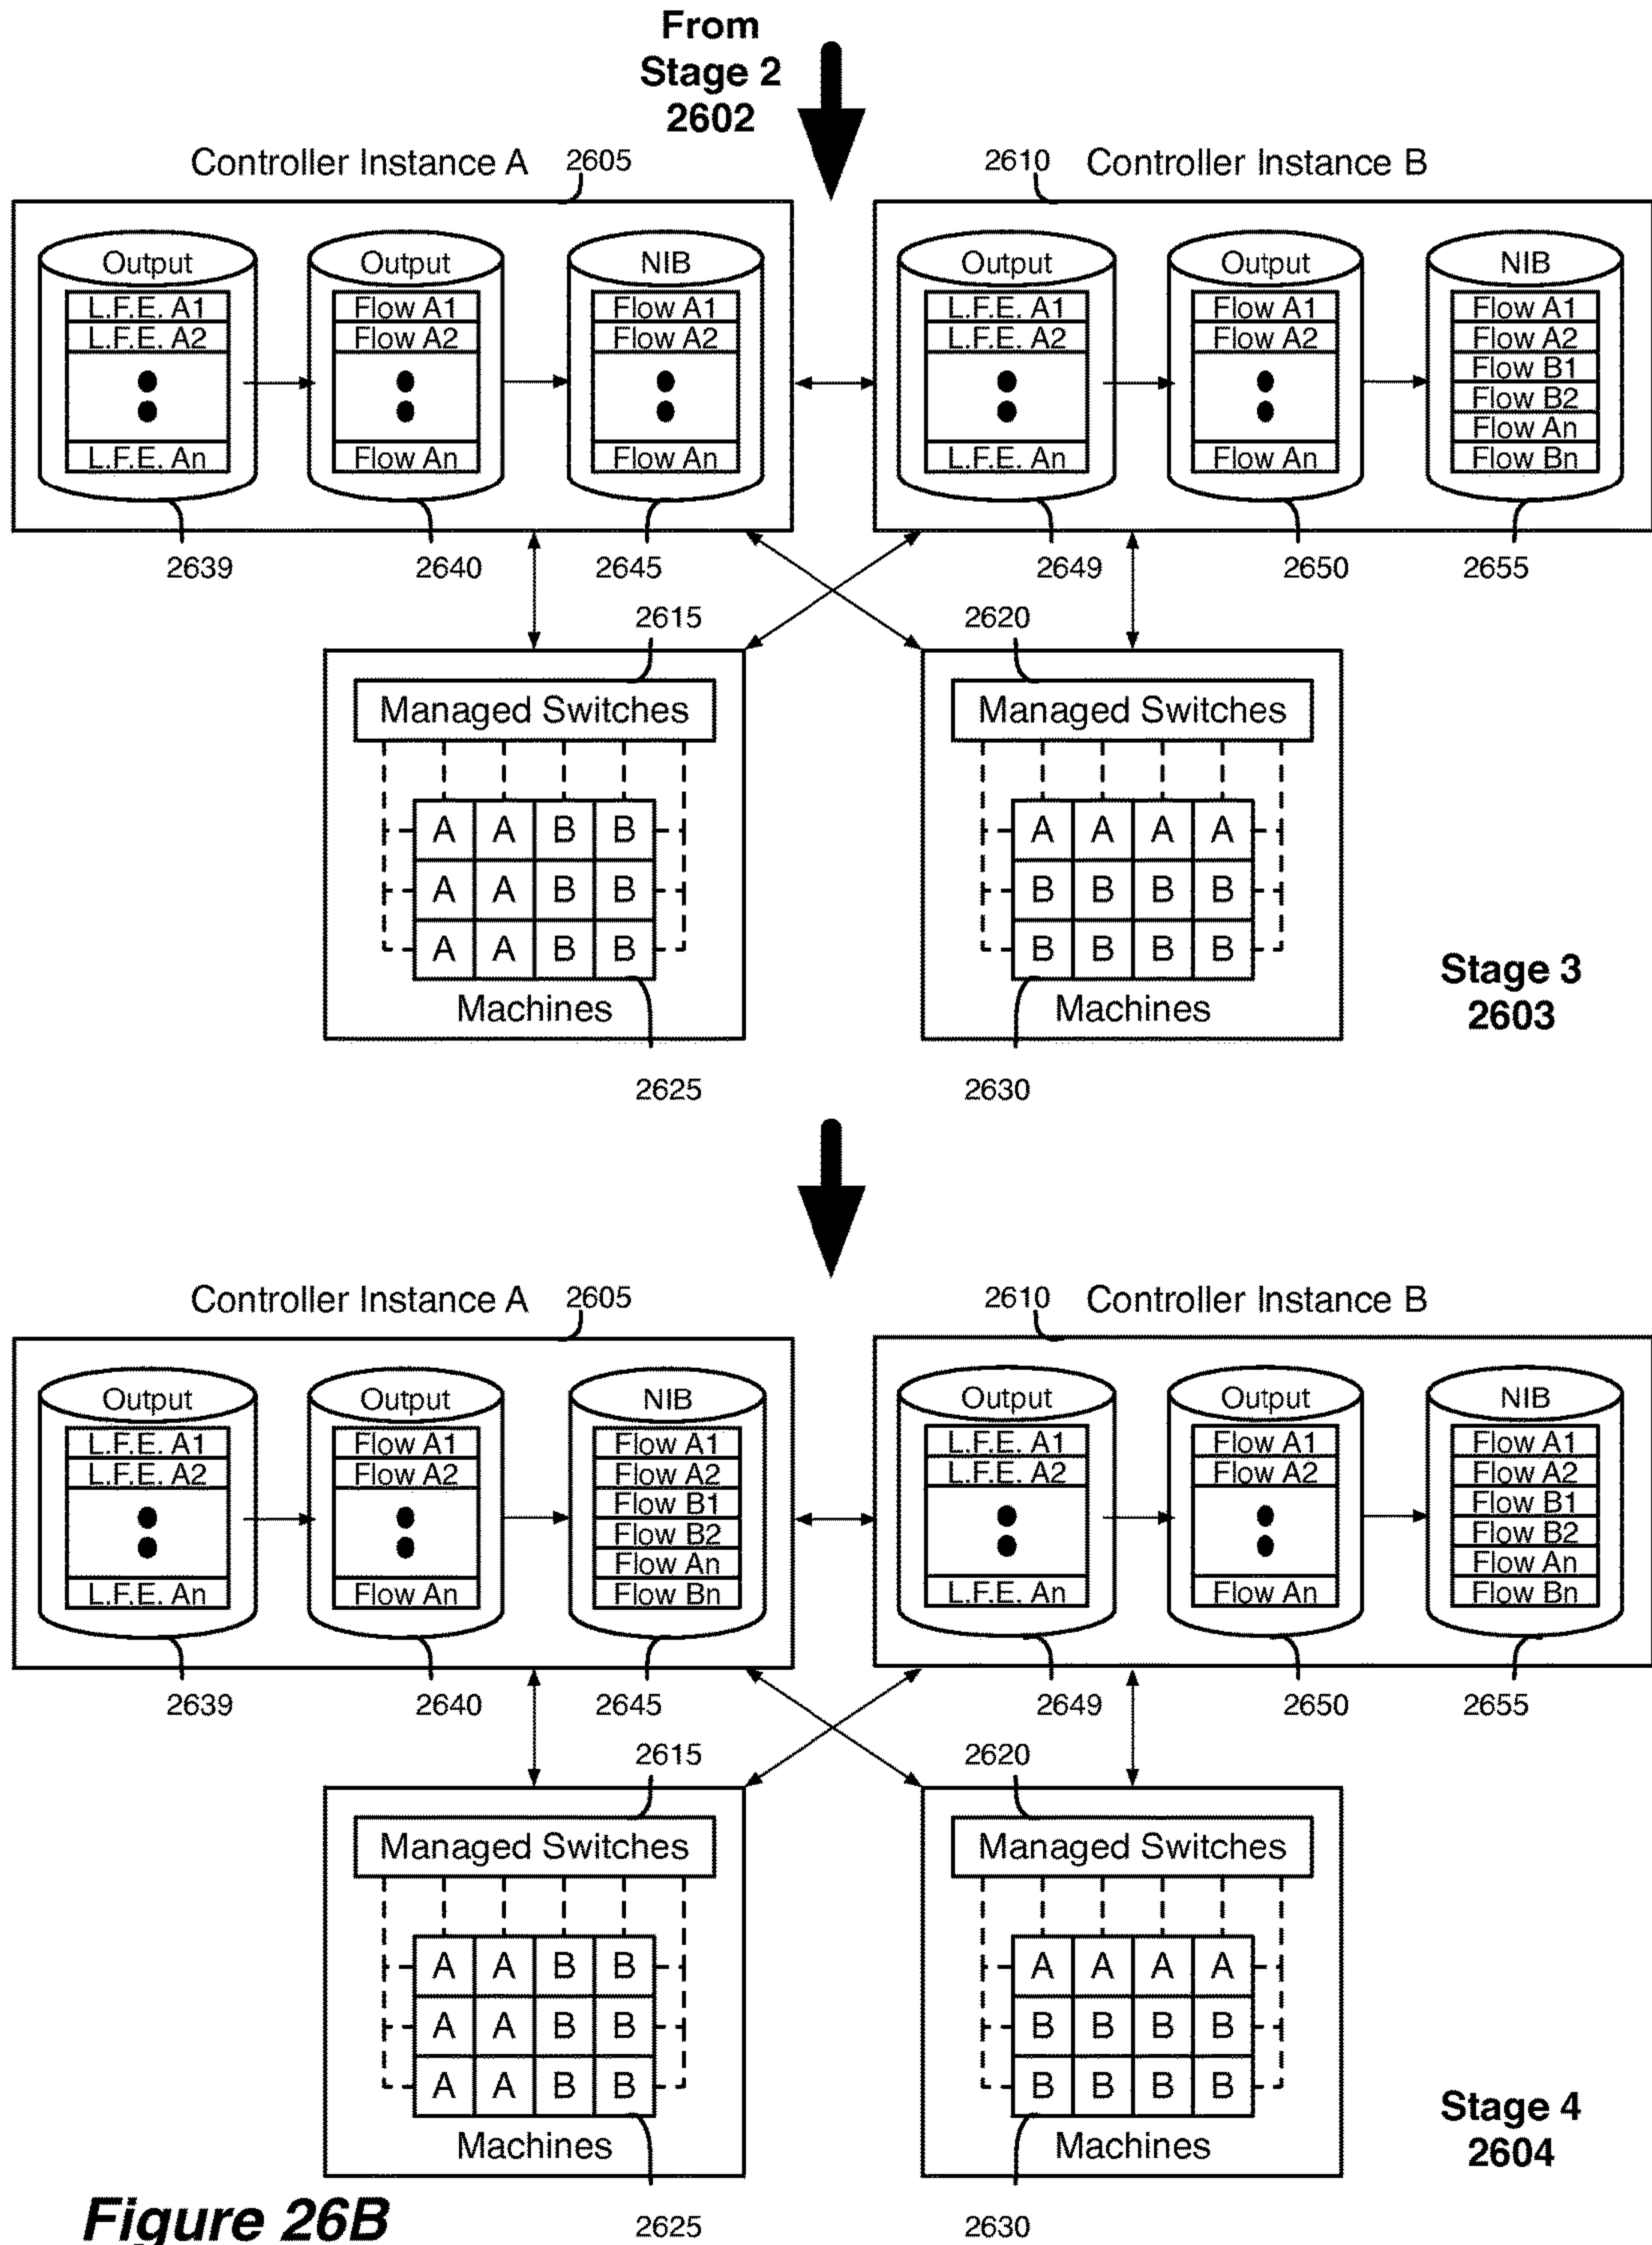 From
Stage 2
2602
Controller Instance A 2605
2610 Controller Instance B
Output
L.F.E. A1
L.F.E. A2
L.F.E. An
Output
Flow A1
Flow A2
Flow An
NIB
Flow A1
Flow A2
Flow An
Output
L.F.E. A1
L.F.E. A2
L.F.E. An
Output
Flow A1
Flow A2
Flow An
NIB
Flow A1
Flow A2
Flow B1
Flow B2
Flow An
Flow Bn
2639 2640 2645 2649 2650 2655
2615 2620
Managed Switches
A A B B
A A B B
A A B B
Machines
Managed Switches
A A A A
B B B B
B B B B
Machines
Stage 3
2603
2625 2630
Controller Instance A 2605
2610 Controller Instance B
Output
L.F.E. A1
L.F.E. A2
L.F.E. An
Output
Flow A1
Flow A2
Flow An
NIB
Flow A1
Flow A2
Flow B1
Flow B2
Flow An
Flow Bn
Output
L.F.E. A1
L.F.E. A2
L.F.E. An
Output
Flow A1
Flow A2
Flow An
NIB
Flow A1
Flow A2
Flow B1
Flow B2
Flow An
Flow Bn
2639 2640 2645 2649 2650 2655
2615 2620
Managed Switches
A A B B
A A B B
A A B B
Machines
Managed Switches
A A A A
B B B B
B B B B
Machines
Stage 4
2604
Figure 26B
2625 2630